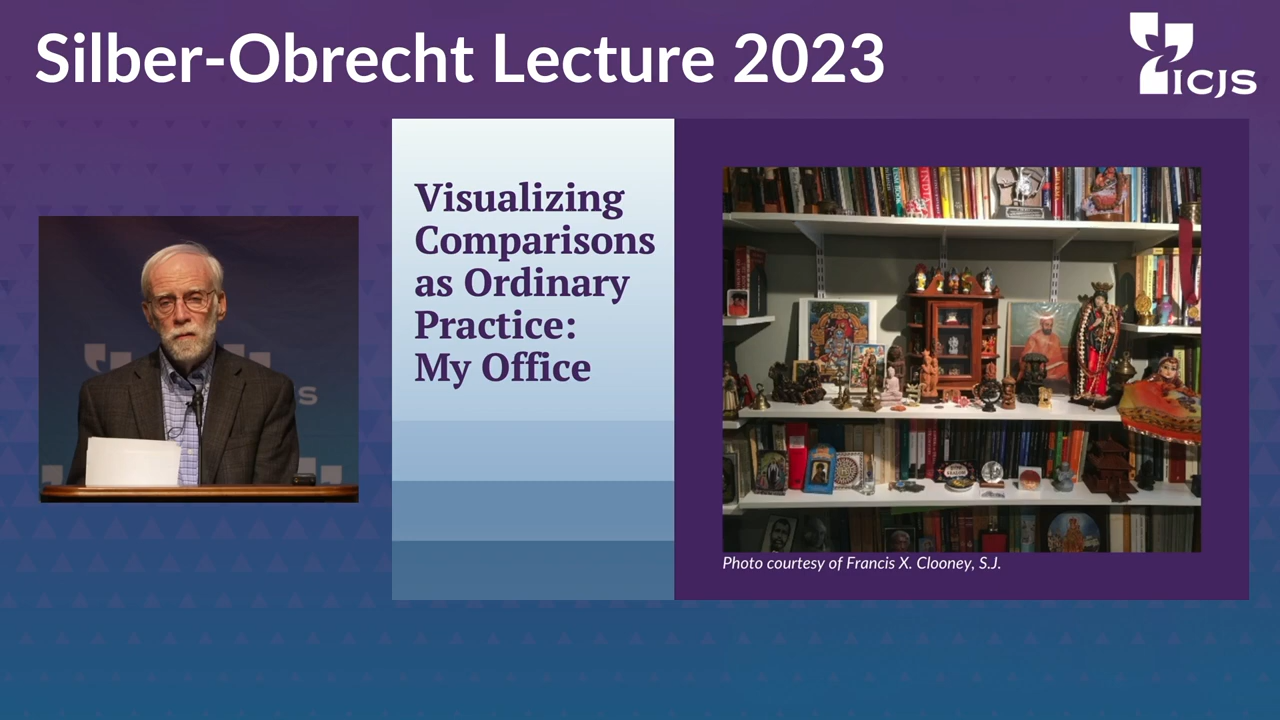 Silber-Obrecht Lecture 2023
ICJS
Visualizing
Comparisons
as Ordinary
Practice:
My Office
Photo courtesy of Francis X. Clooney, S.J.